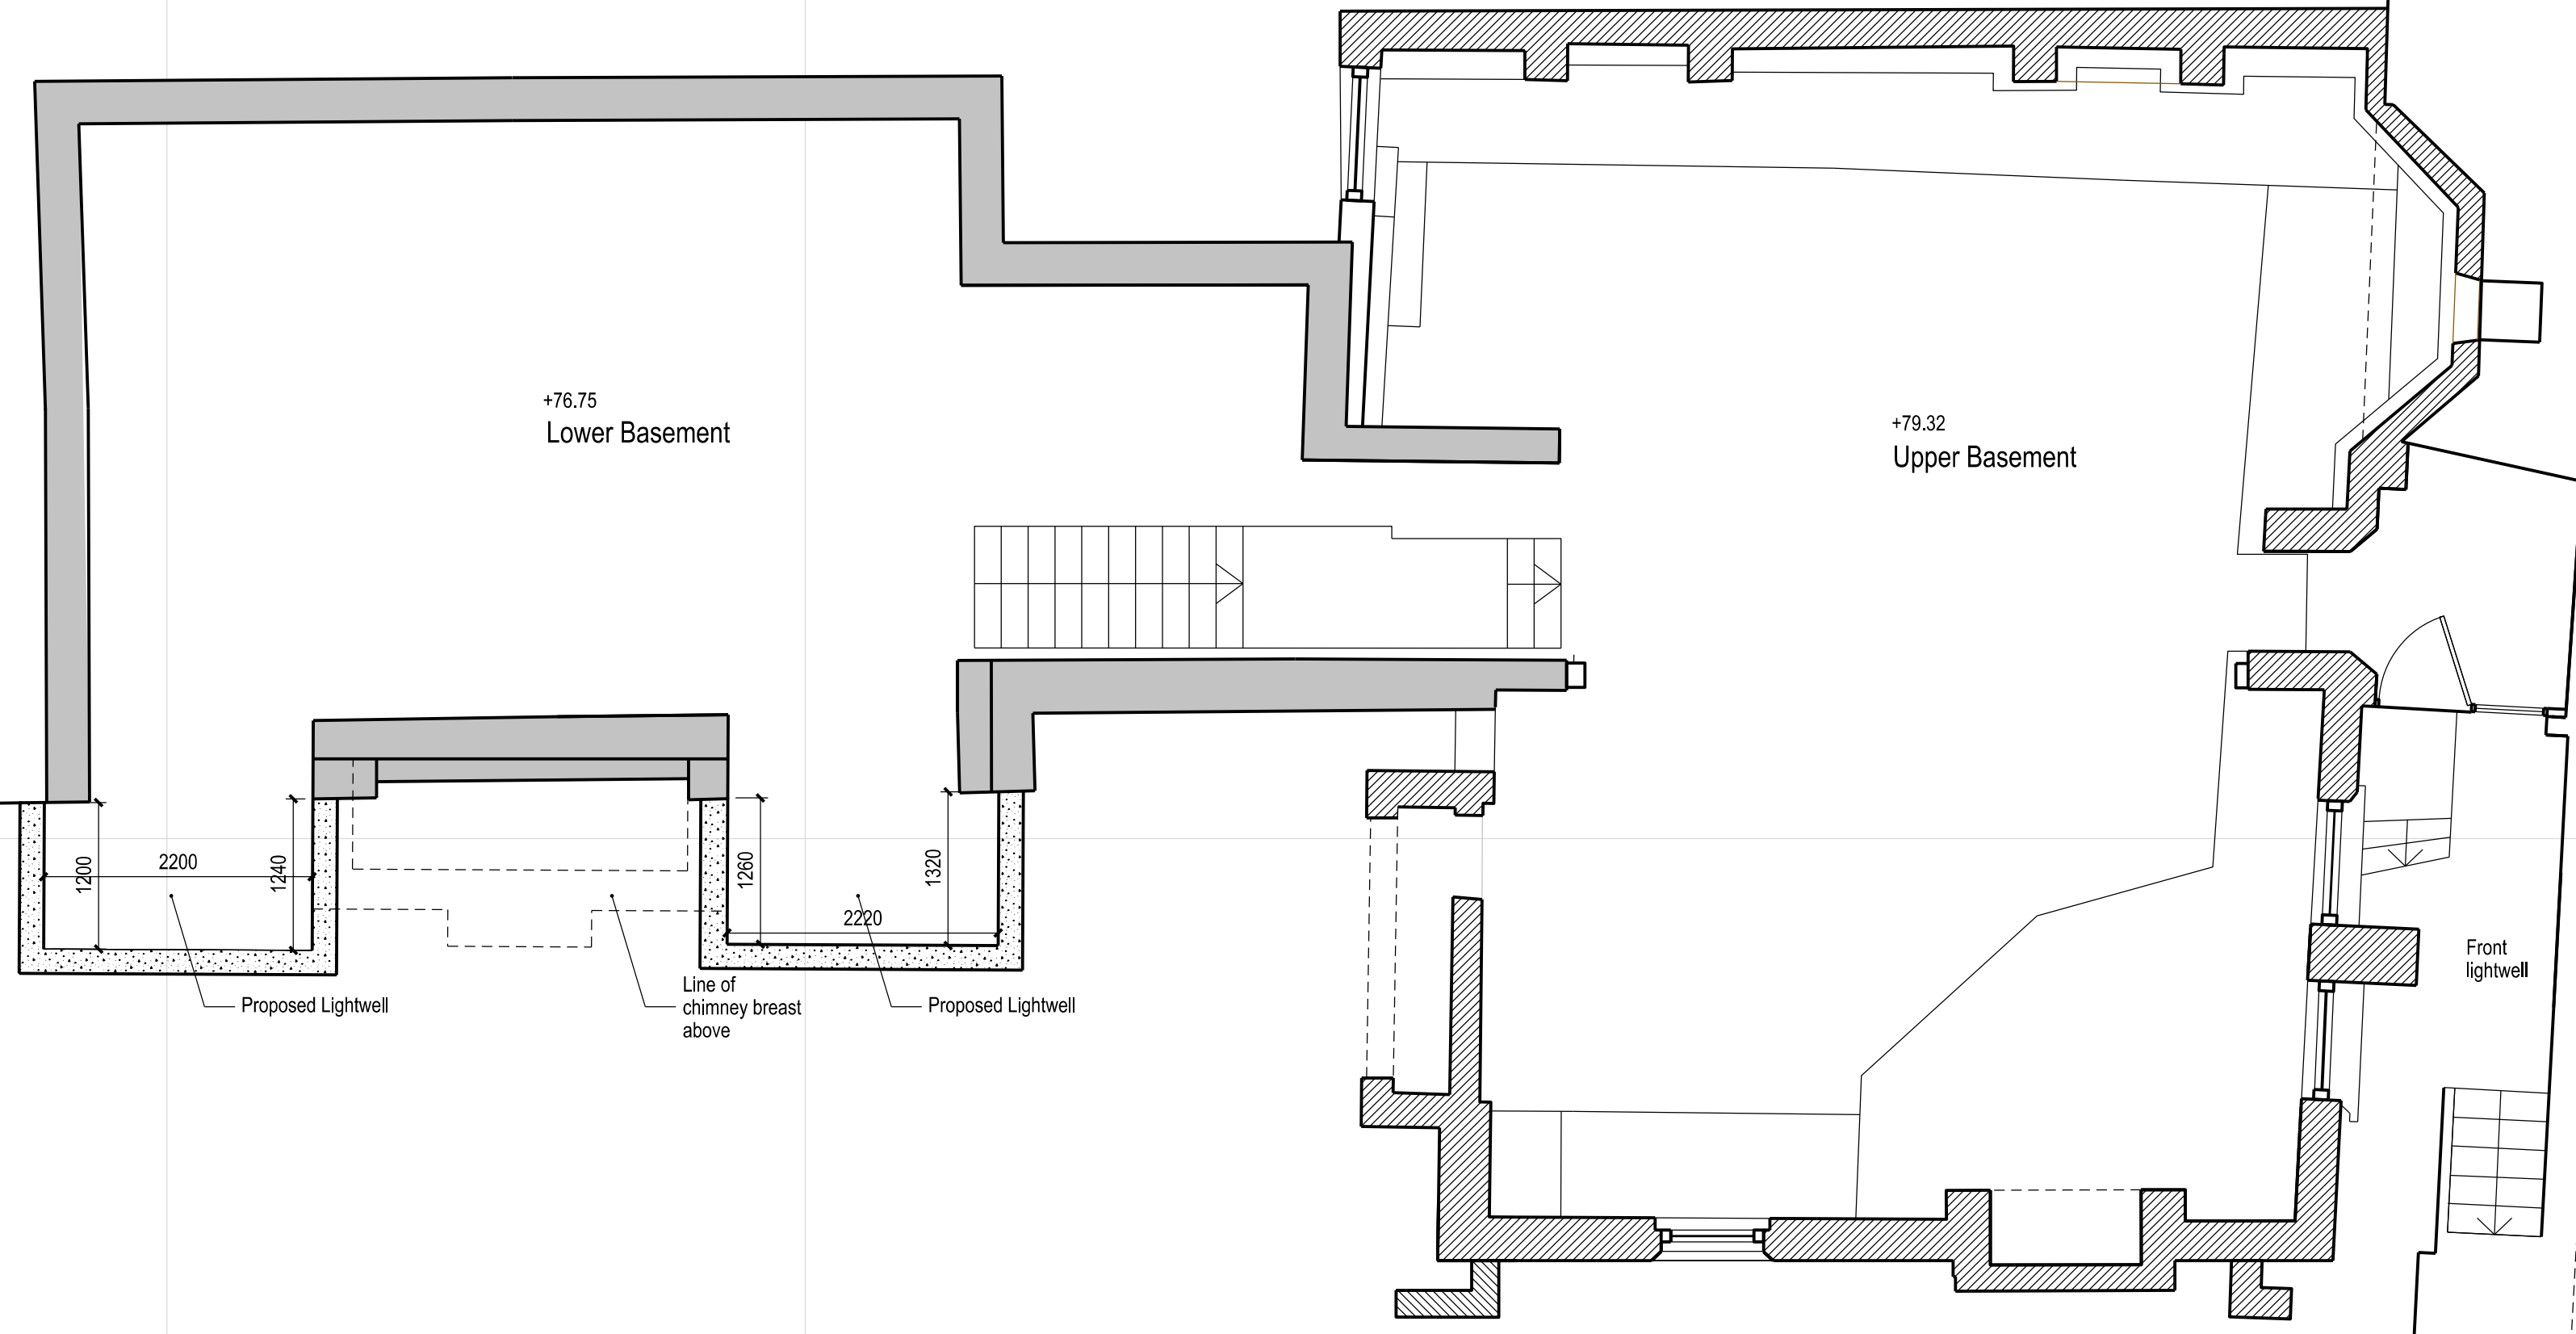 +76.75
Lower Basement
+79.32
Upper Basement
1200
2200
1240
1260
2220
1320
Proposed Lightwell
Line of
chimney breast
above
Proposed Lightwell
Front
lightwell